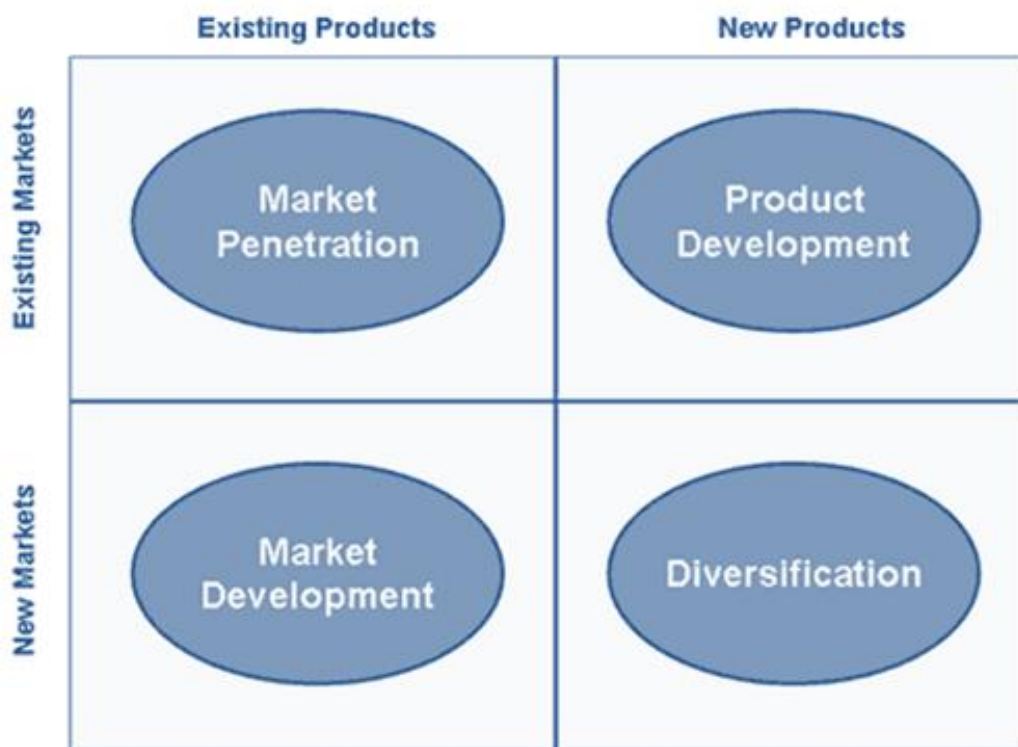 Existing Products
New Products
Existing Markets
Market
Penetration
Product
Development
New Markets
Market
Development
Diversification